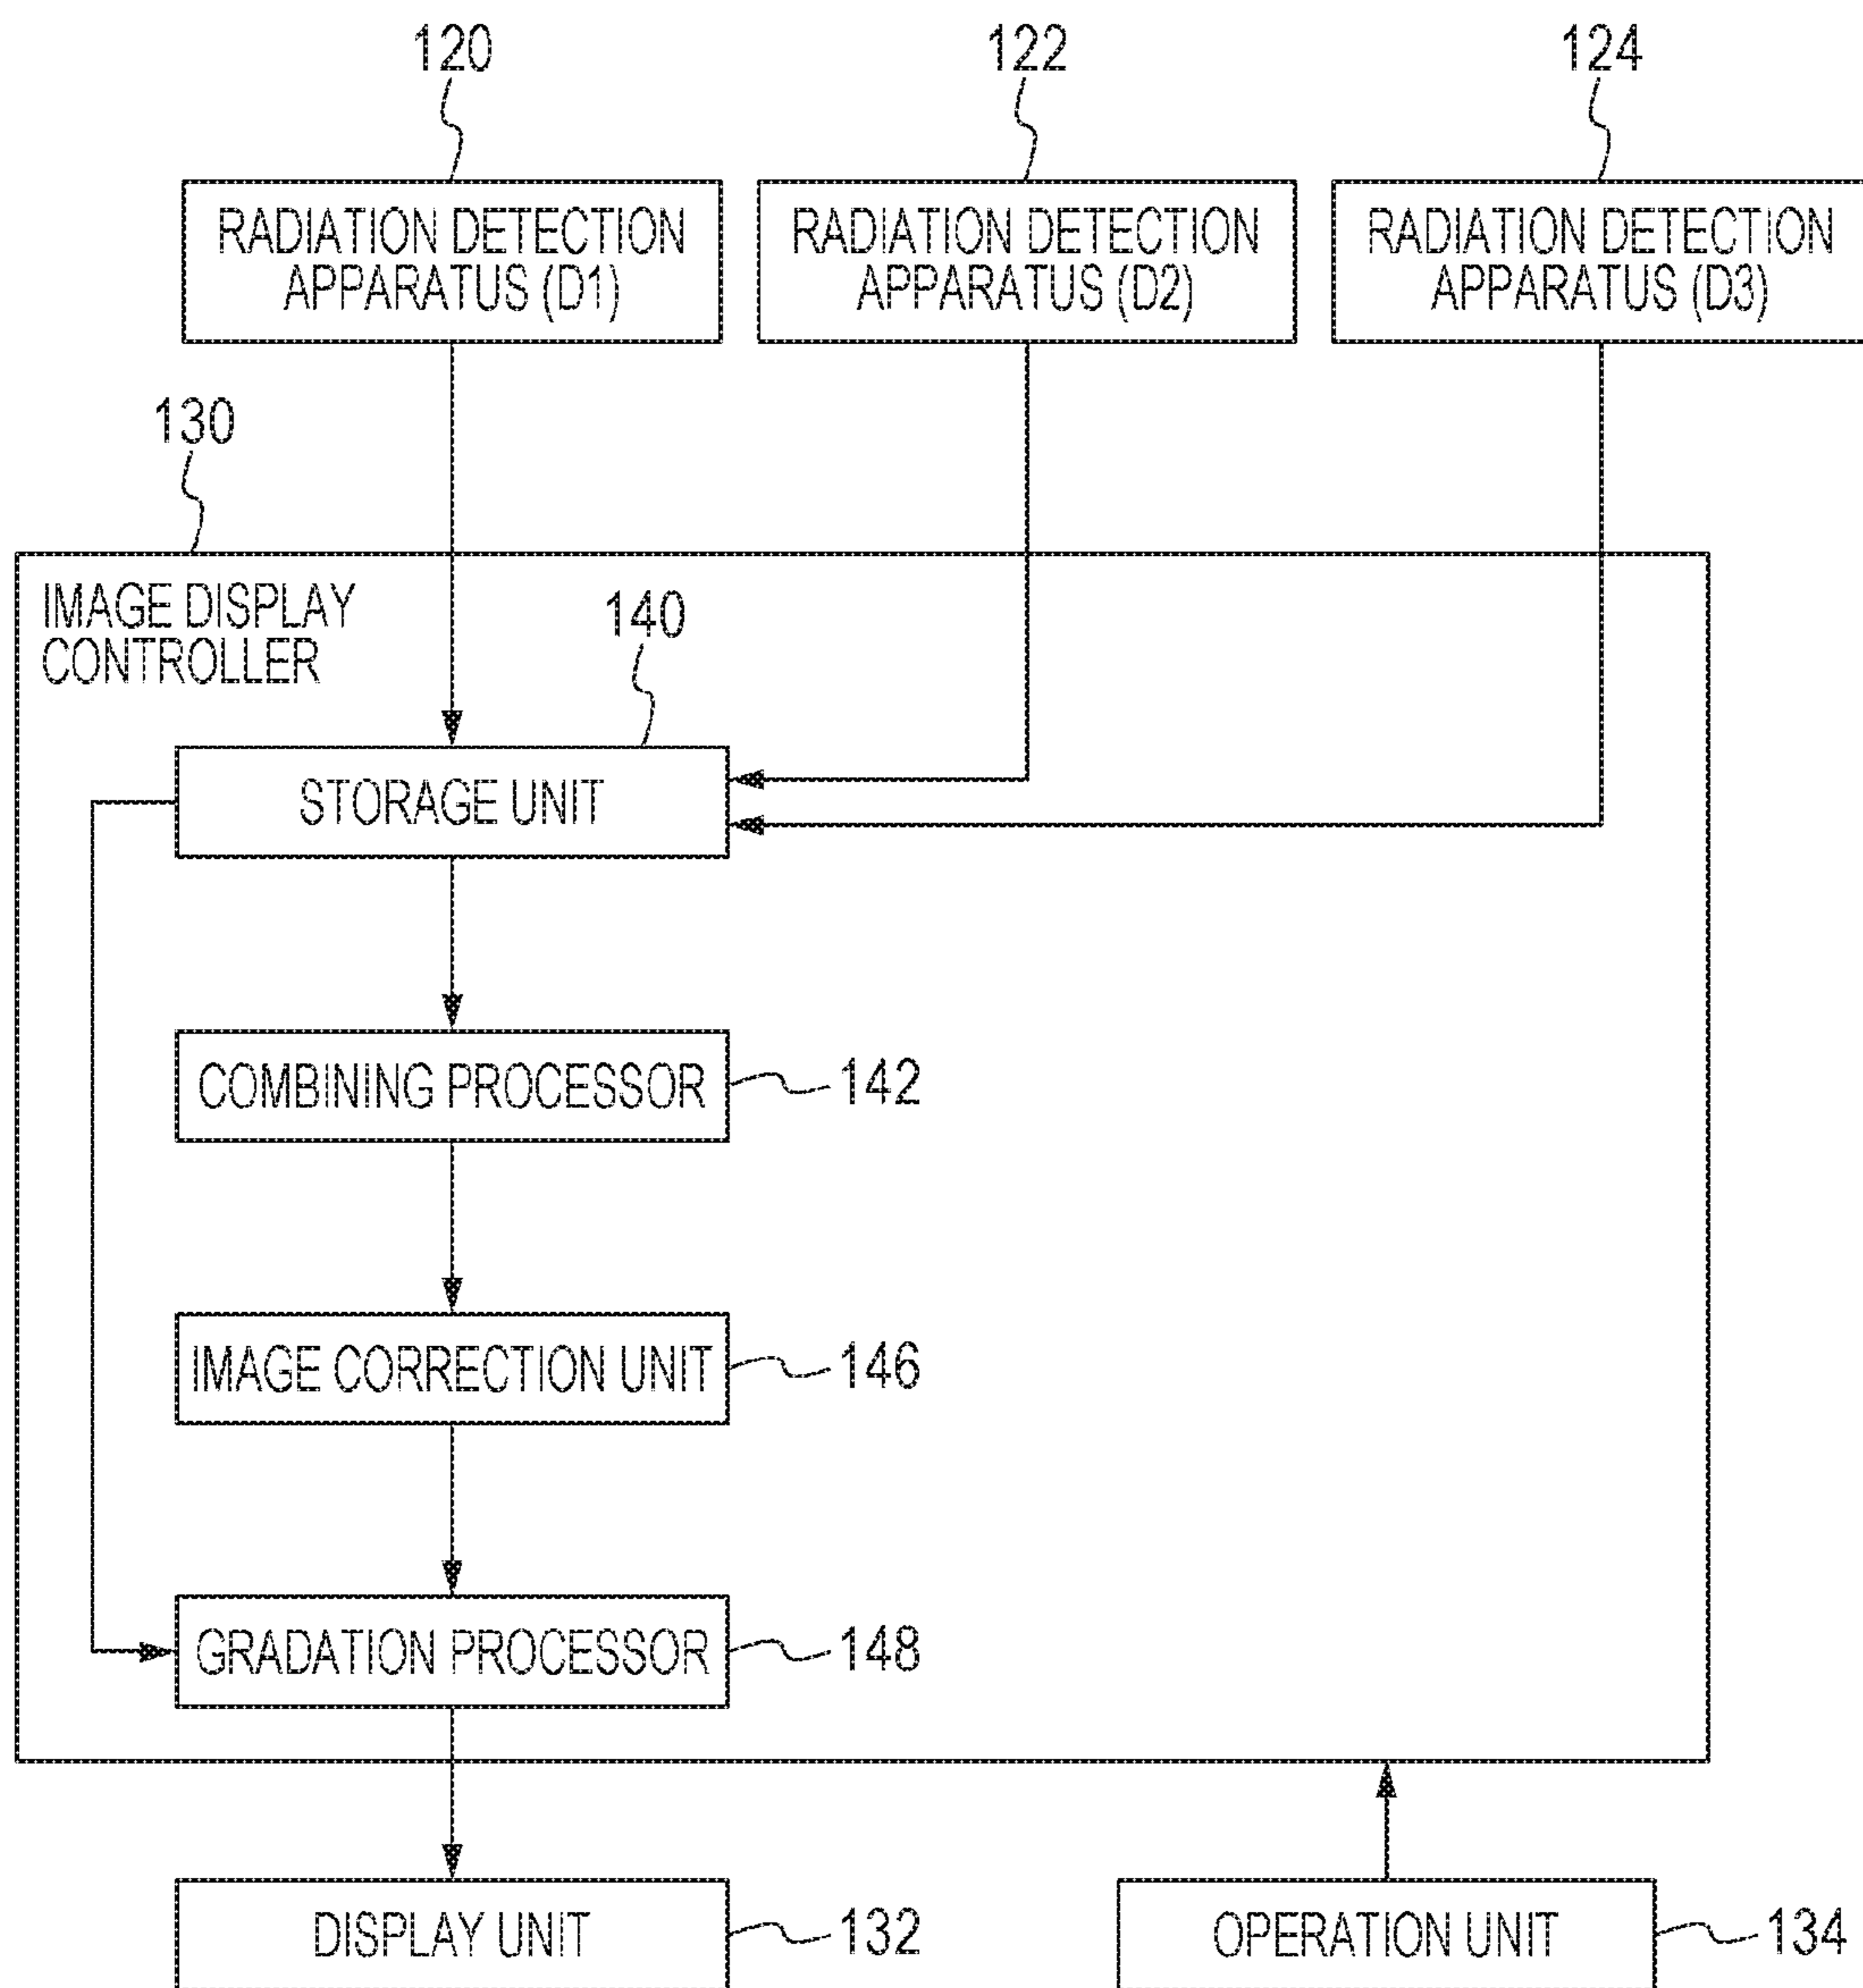 120
122
124
RADIATION DETECTION
APPARATUS (D1)
RADIATION DETECTION
APPARATUS (D2)
RADIATION DETECTION
APPARATUS (D3)
130
IMAGE DISPLAY
CONTROLLER
140
STORAGE UNIT
COMBINING PROCESSOR
142
IMAGE CORRECTION UNIT
146
GRADATION PROCESSOR
148
DISPLAY UNIT
132
OPERATION UNIT
134